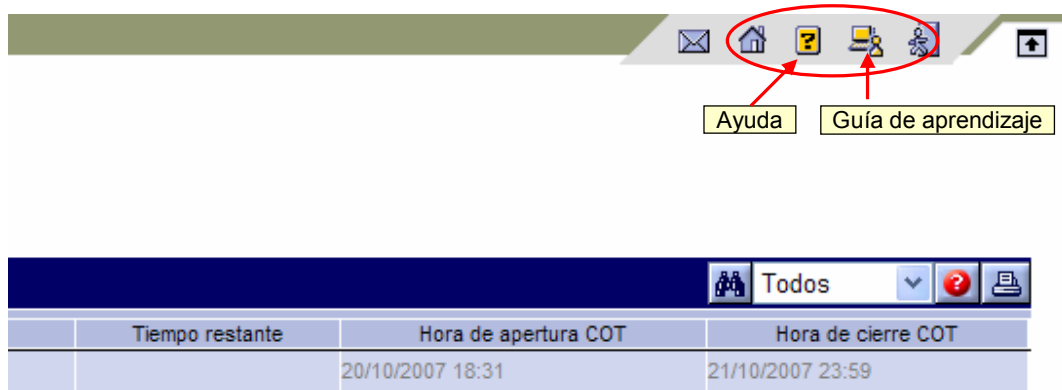 ?
Ayuda
Guía de aprendizaje
Todos
?
Tiempo restante
Hora de apertura COT
Hora de cierre COT
20/10/2007 18:31
21/10/2007 23:59